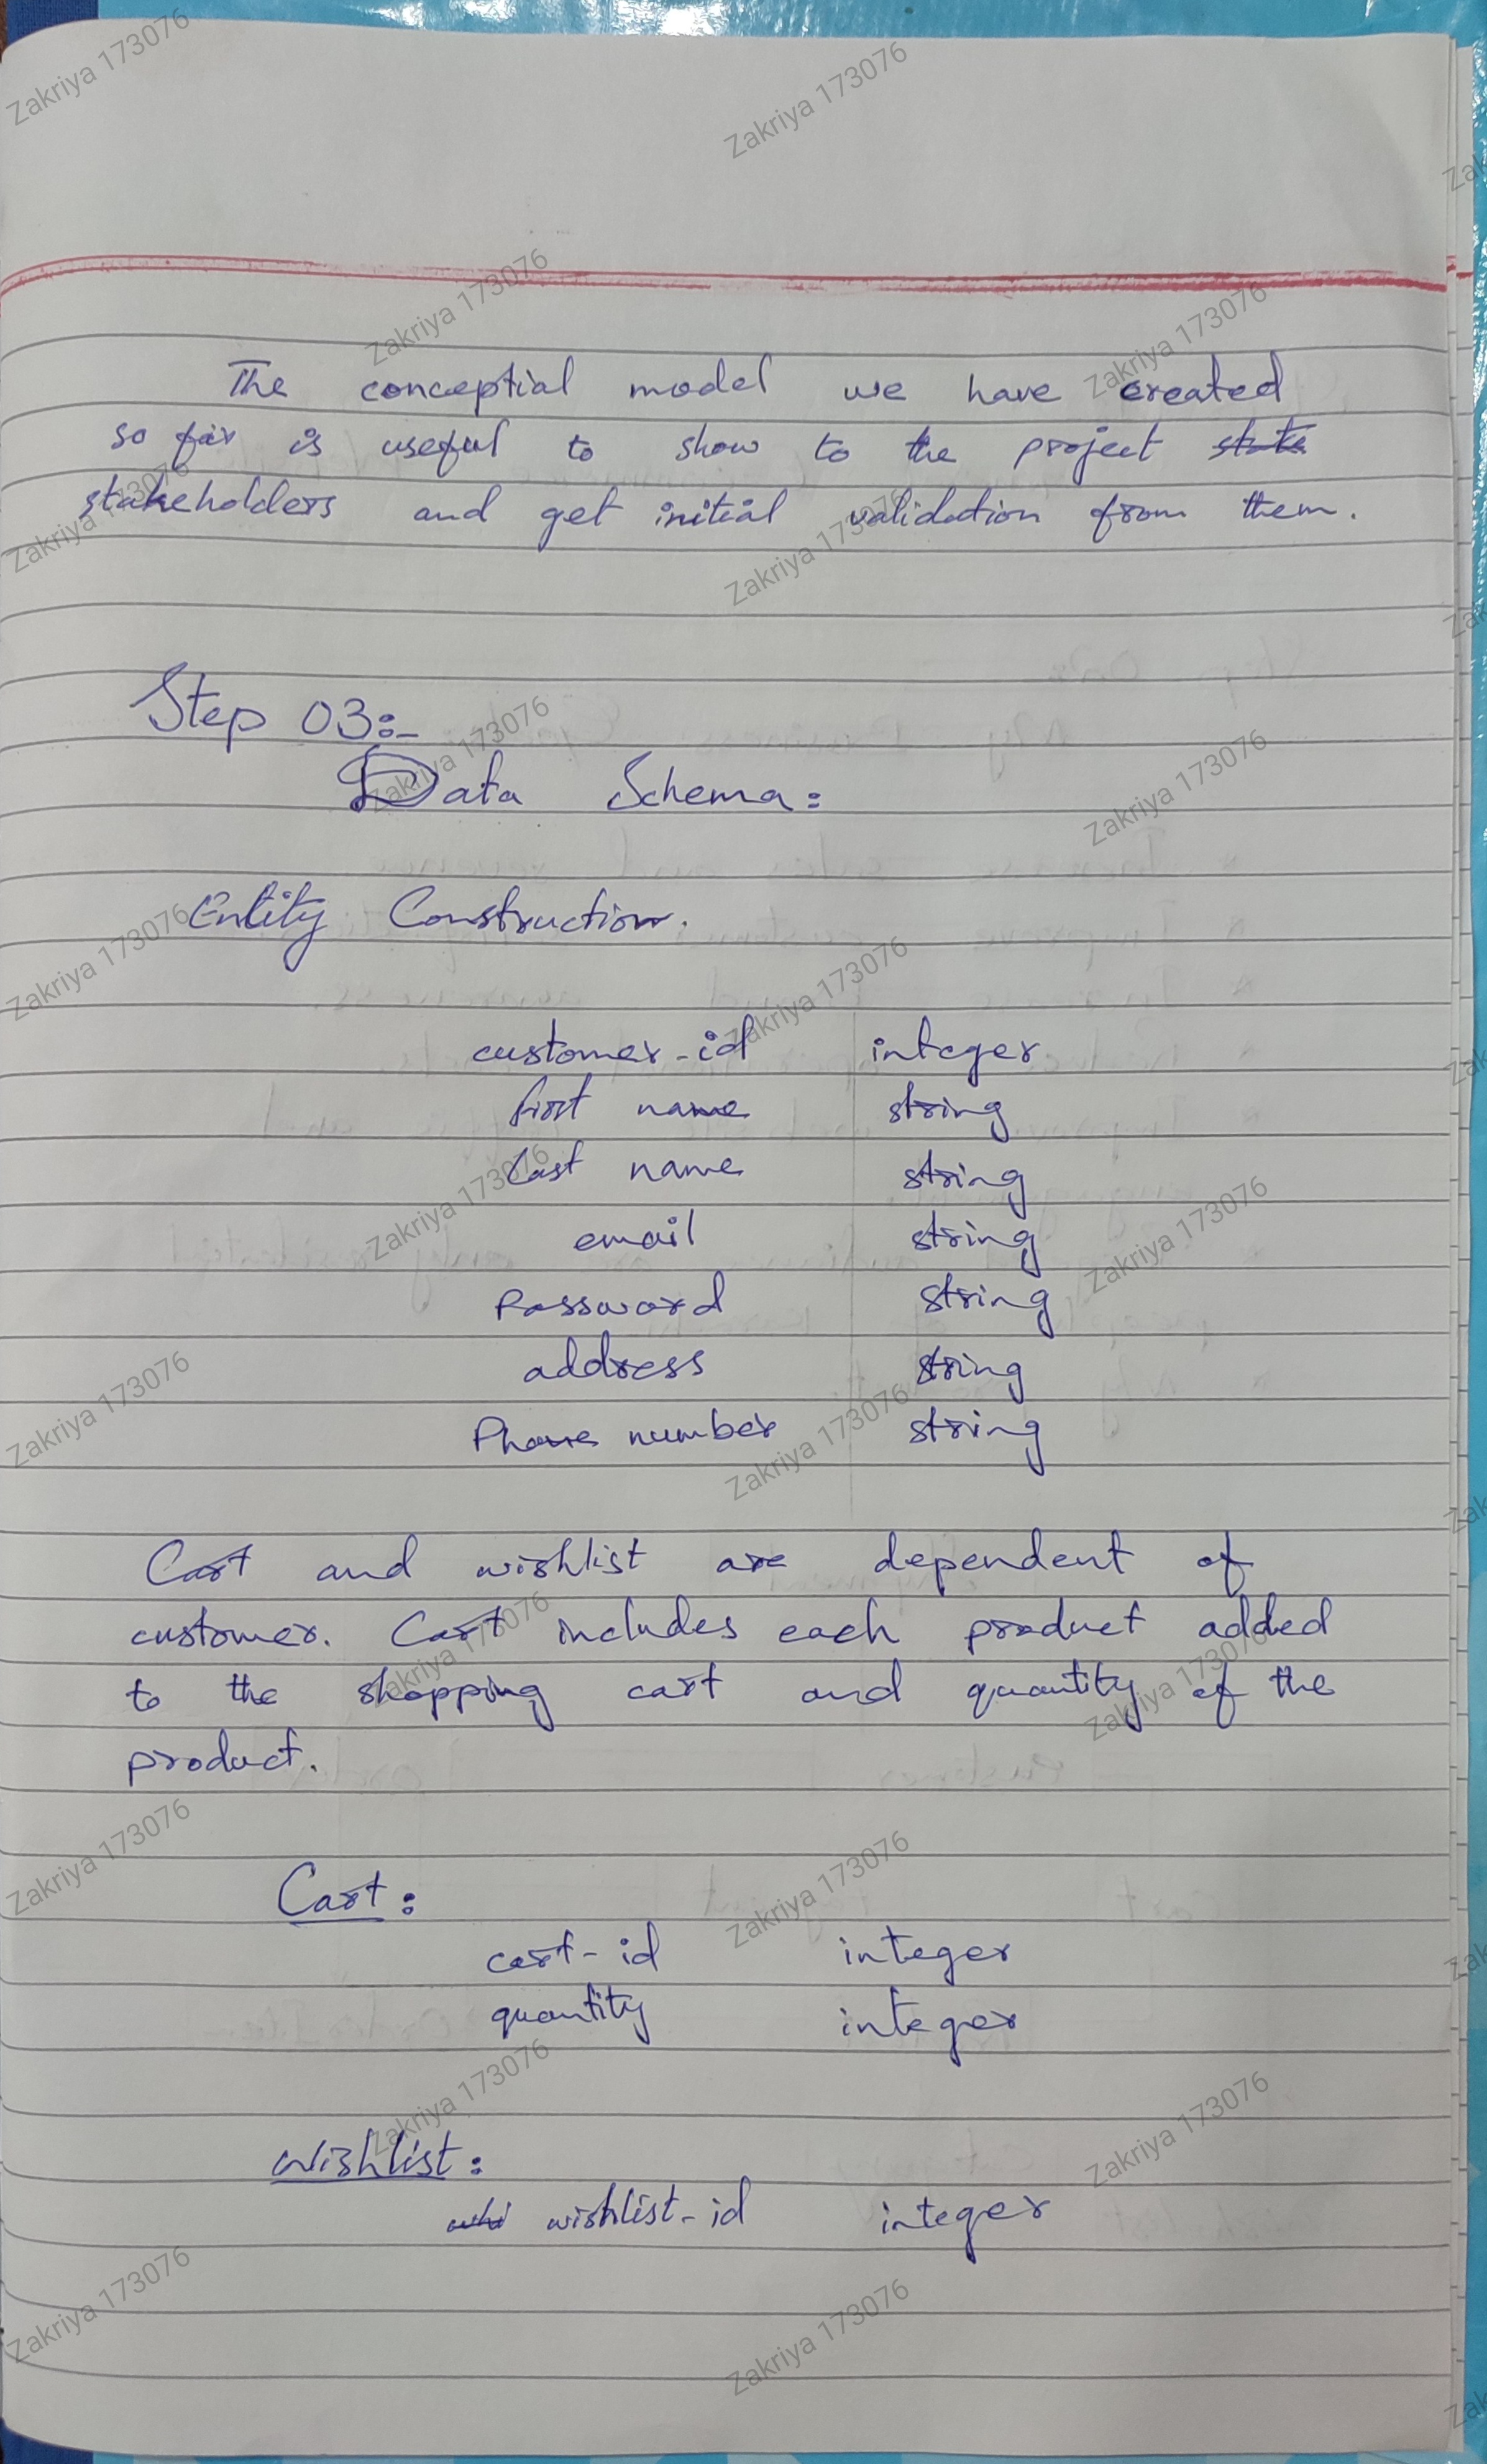 The conceptial model we have created
so far is useful to show to the project
stakeholders and get initial validation from them.
Step 03:-
Data Schema:
Entity Construction.
customer-id integer
first name string
last name string
email string
Password string
address string
Phone number string
Cart and wishlist are dependent of
customer. Cart includes each product added
to the shopping cart and quantity of the
product.
Cart:
cart-id integer
quantity integer
Wishlist:
wishlist-id integer
Zakriya 173076